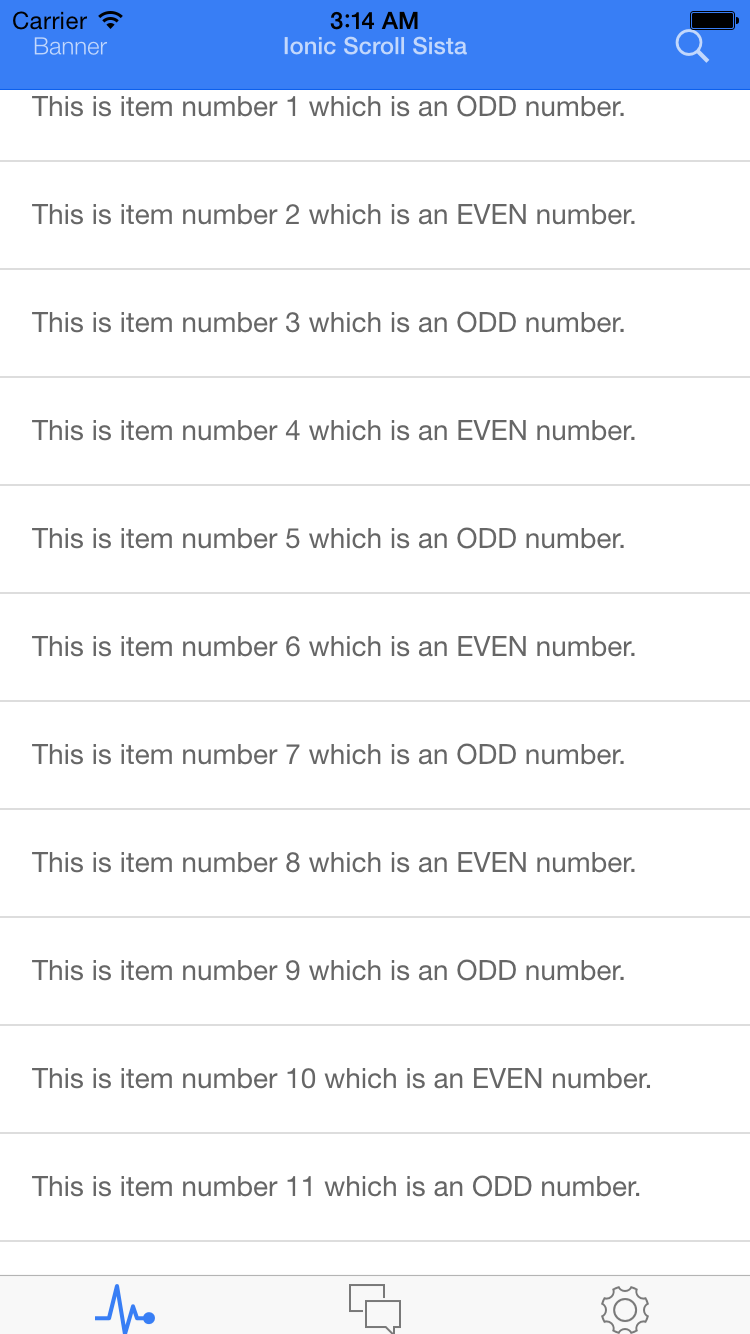 Carrier 3:14 AM
Banner Ionic Scroll Sista
This is item number 1 which is an ODD number.
This is item number 2 which is an EVEN number.
This is item number 3 which is an ODD number.
This is item number 4 which is an EVEN number.
This is item number 5 which is an ODD number.
This is item number 6 which is an EVEN number.
This is item number 7 which is an ODD number.
This is item number 8 which is an EVEN number.
This is item number 9 which is an ODD number.
This is item number 10 which is an EVEN number.
This is item number 11 which is an ODD number.